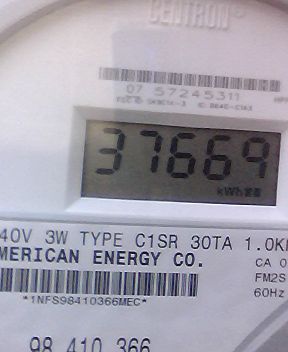 CENTRON®
07 57245311
37669
kWh
40V 3W TYPE C1SR 30TA 1.0K
MERICAN ENERGY CO.
CA 0
FM2S
60Hz
*1NFS98410366MEC*
98 410 366